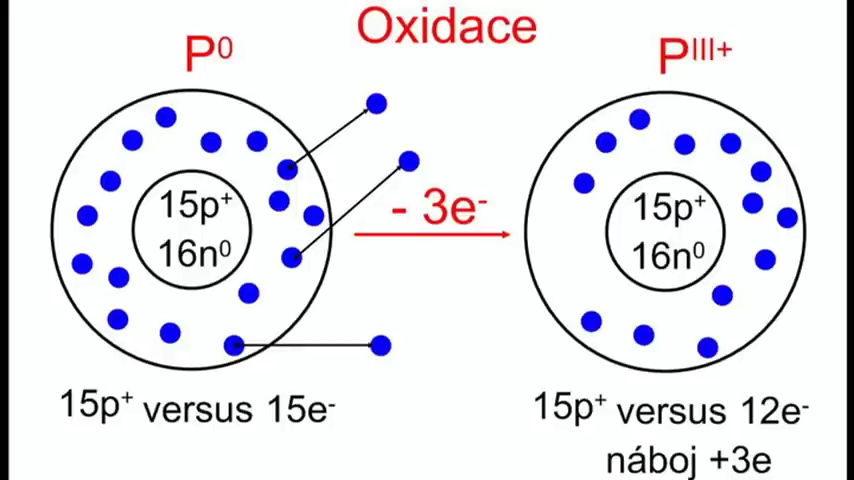 Oxidace
P⁰
Pᴵᴵᴵ⁺
15p⁺
16n⁰
- 3e⁻
15p⁺
16n⁰
15p⁺ versus 15e⁻
15p⁺ versus 12e⁻
náboj +3e